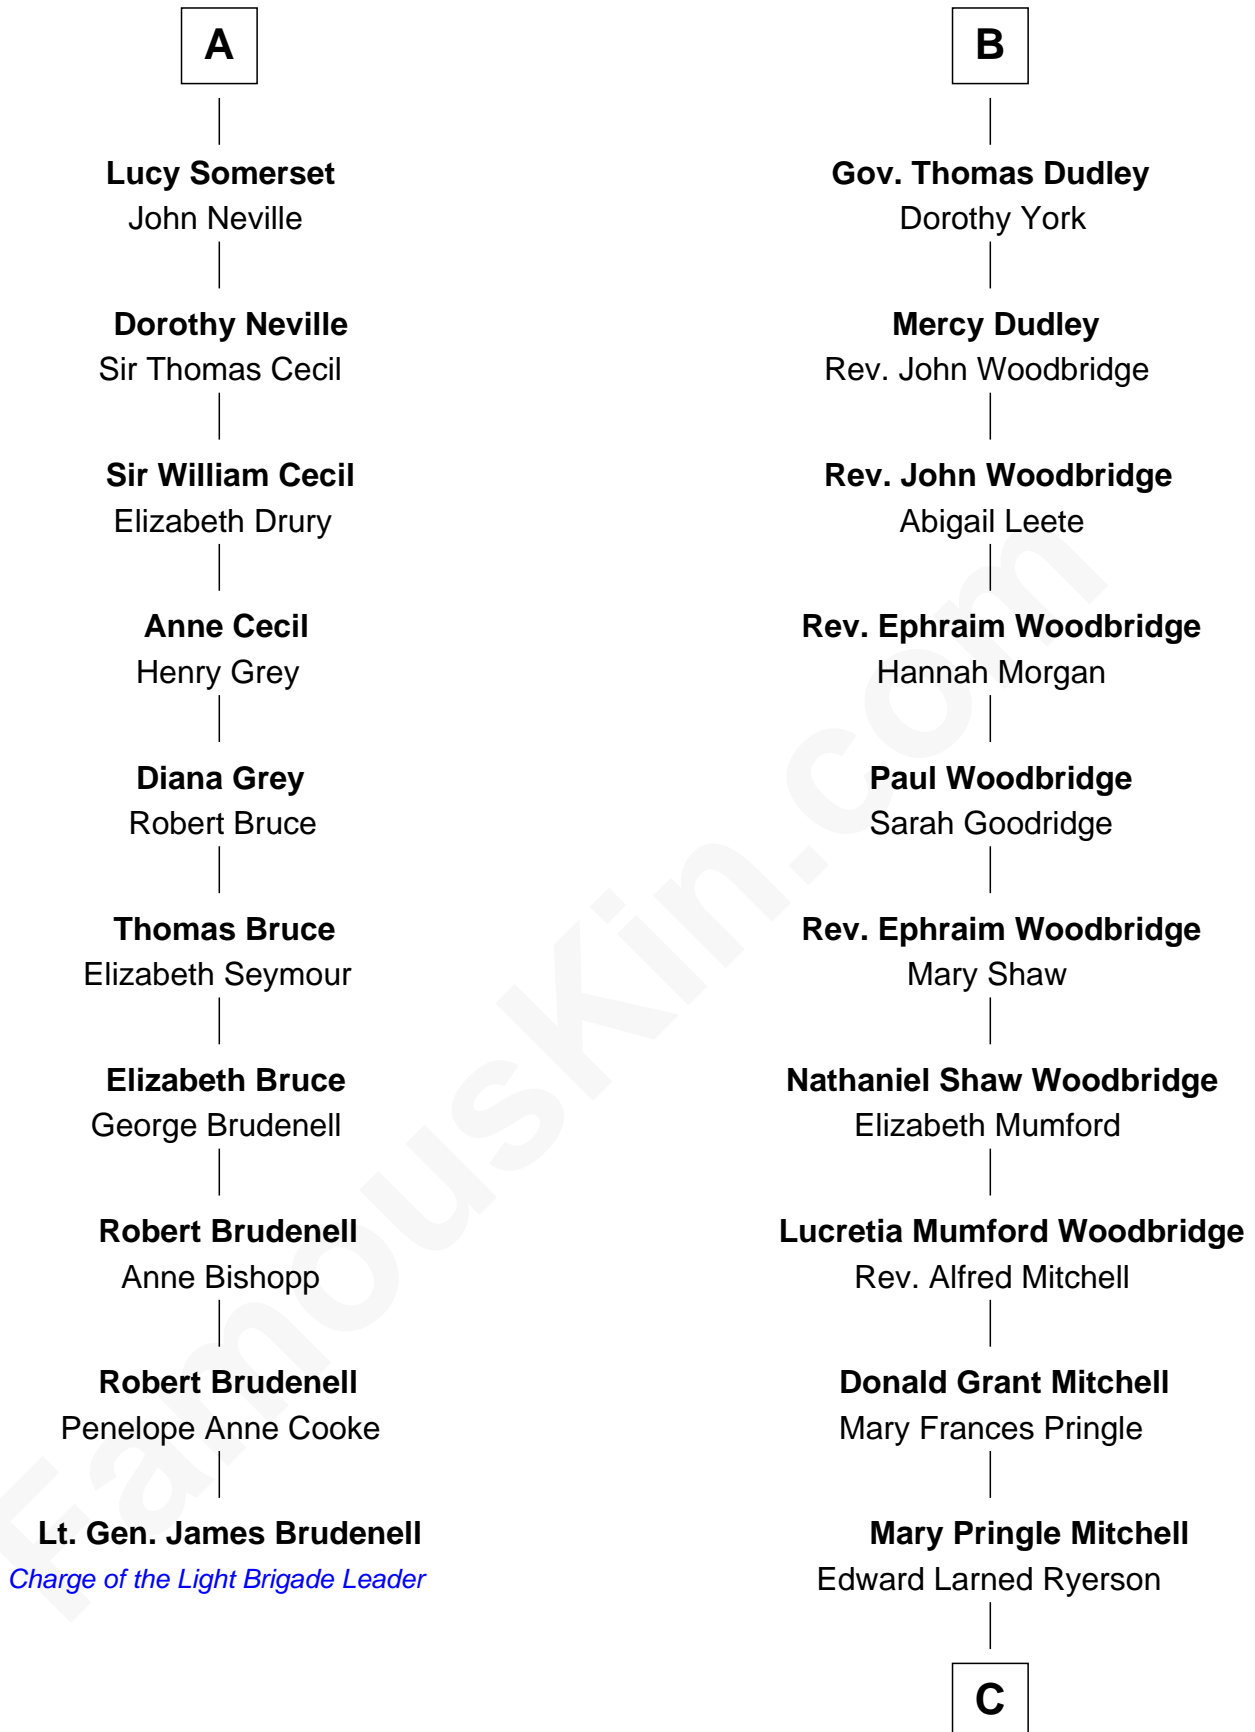 A
Lucy Somerset
John Neville
Dorothy Neville
Sir Thomas Cecil
Sir William Cecil
Elizabeth Drury
Anne Cecil
Henry Grey
Diana Grey
Robert Bruce
Thomas Bruce
Elizabeth Seymour
Elizabeth Bruce
George Brudenell
Robert Brudenell
Anne Bishopp
Robert Brudenell
Penelope Anne Cooke
Lt. Gen. James Brudenell
Charge of the Light Brigade Leader
B
Gov. Thomas Dudley
Dorothy York
Mercy Dudley
Rev. John Woodbridge
Rev. John Woodbridge
Abigail Leete
Rev. Ephraim Woodbridge
Hannah Morgan
Paul Woodbridge
Sarah Goodridge
Rev. Ephraim Woodbridge
Mary Shaw
Nathaniel Shaw Woodbridge
Elizabeth Mumford
Lucretia Mumford Woodbridge
Rev. Alfred Mitchell
Donald Grant Mitchell
Mary Frances Pringle
Mary Pringle Mitchell
Edward Larned Ryerson
C
FamousKin.com